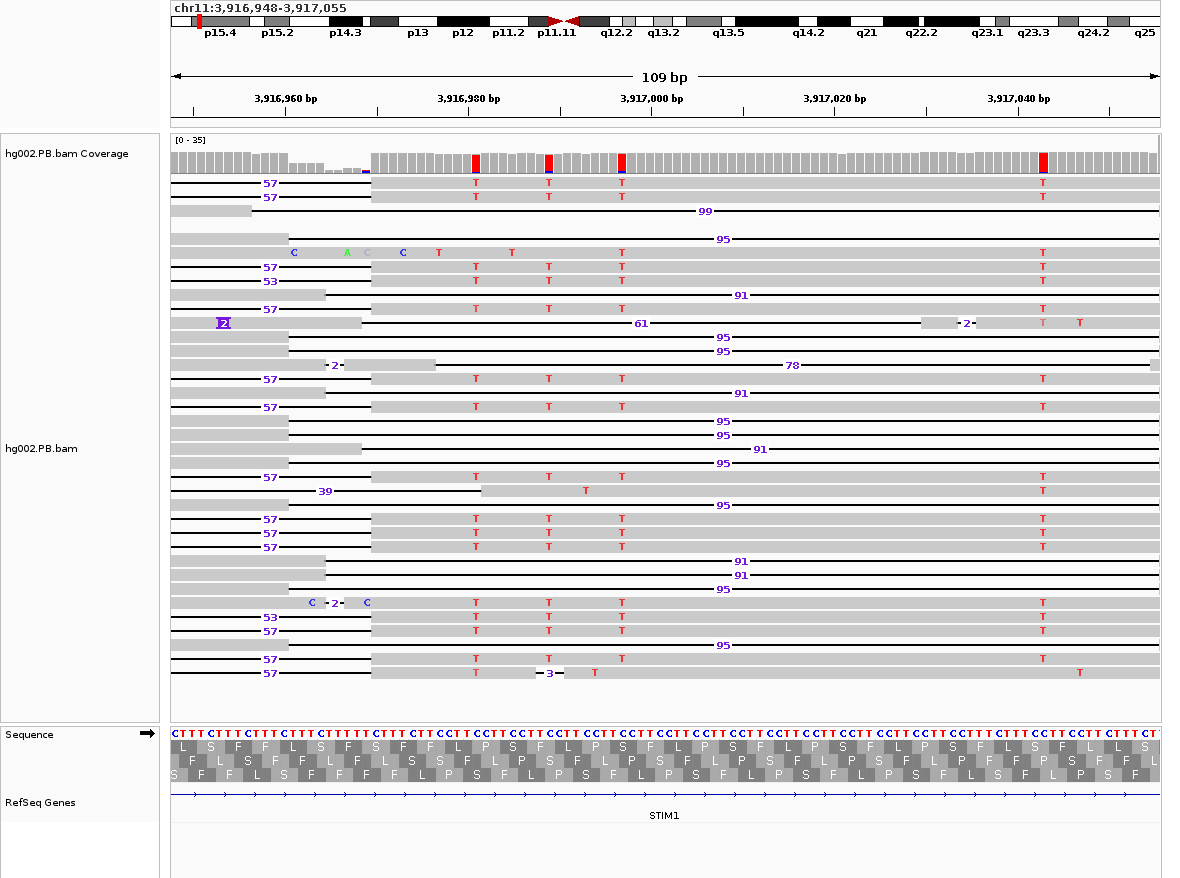 chr11:3,916,948-3,917,055
p15.4 p15.2 p14.3 p13 p12 p11.2 p11.11 q12.2 q13.2 q13.5 q14.2 q21 q22.2 q23.1 q23.3 q24.2 q25
109 bp
3,916,960 bp 3,916,980 bp 3,917,000 bp 3,917,020 bp 3,917,040 bp
hg002.PB.bam Coverage
[0 - 35]
57 T T T T
57 T T T T
99
95
C A C C T T T T
57 T T T T
53 T T T T
91
57 T T T T
2 61 2 T T
95
95
2 78
57 T T T T
91
57 T T T T
95
95
hg002.PB.bam
91
95
57 T T T T
39 T T
95
57 T T T T
57 T T T T
57 T T T T
91
91
95
C 2 C T T T T
53 T T T T
57 T T T T
95
57 T T T T
57 T 3 T T
Sequence
CTTTCTTTCTTTCTTTCTTTTTCTTTCTTCCTTCCTTCCTTCCTTCCTTCCTTCCTTCCTTCCTTCCTTCCTTCCTTCCTTCCTTCCTTTCTTTCCTTCCTTCTTTCT
L S F F L S F S F F L P S F L P S F L P S F L P S F L P S F L S F L L S
F L S F F L F L S S F L P S F L P S F L P S F L P S F L P F F P S F F L
S F F L S F F F F L P S F L P S F L P S F L P S F L P S F L S F L P S F
RefSeq Genes
STIM1